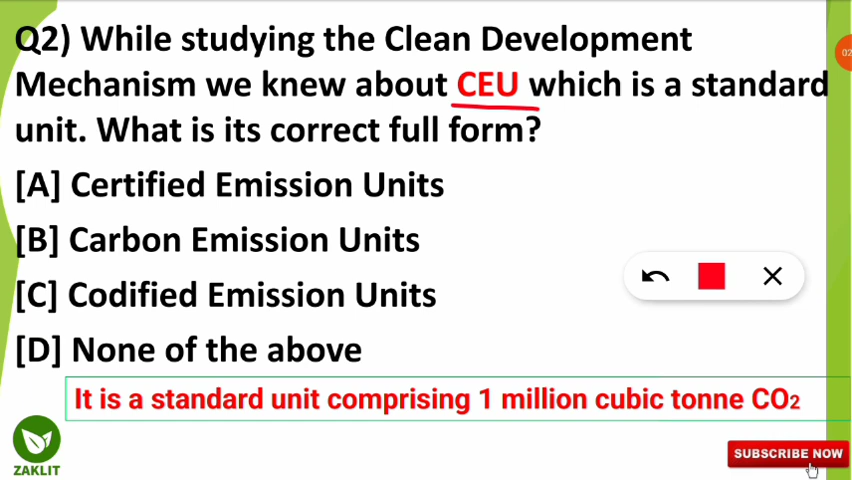 Q2) While studying the Clean Development
Mechanism we knew about CEU which is a standard
unit. What is its correct full form?
[A] Certified Emission Units
[B] Carbon Emission Units
[C] Codified Emission Units
[D] None of the above
It is a standard unit comprising 1 million cubic tonne CO₂
ZAKLIT
SUBSCRIBE NOW
02